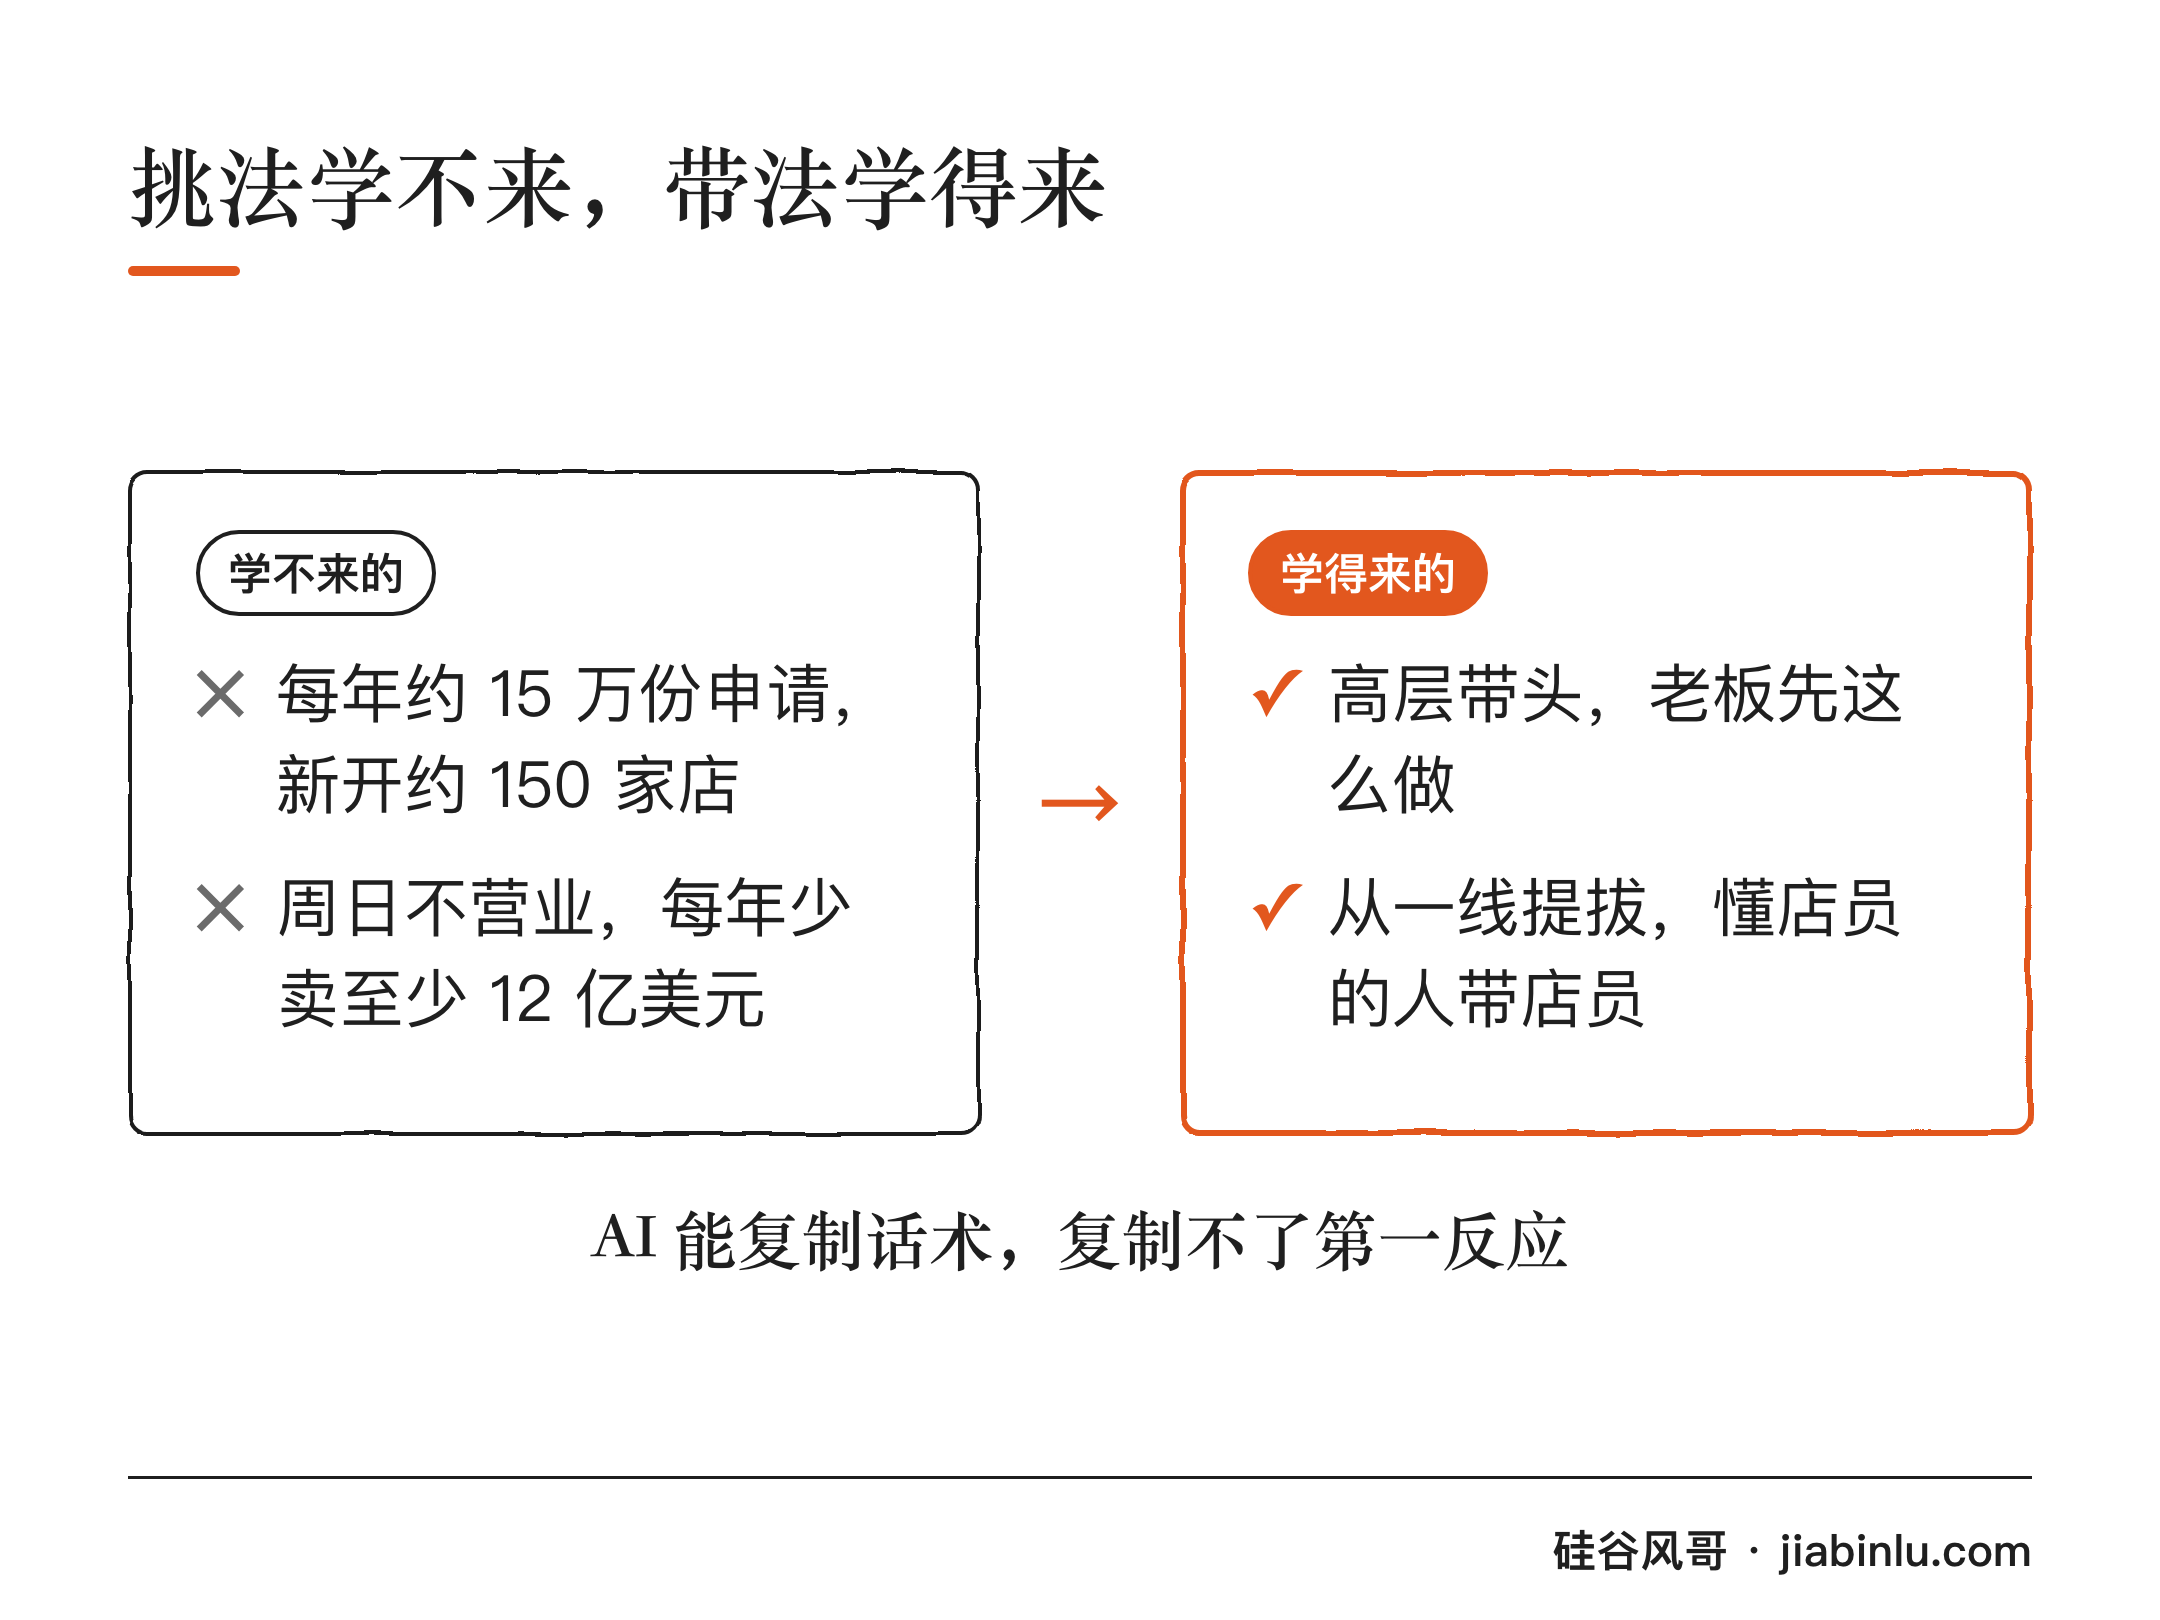 挑法学不来，带法学得来
学不来的
× 每年约 15 万份申请，
新开约 150 家店
× 周日不营业，每年少
卖至少 12 亿美元
→
学得来的
✓ 高层带头，老板先这
么做
✓ 从一线提拔，懂店员
的人带店员
AI 能复制话术，复制不了第一反应
硅谷风哥 · jiabinlu.com